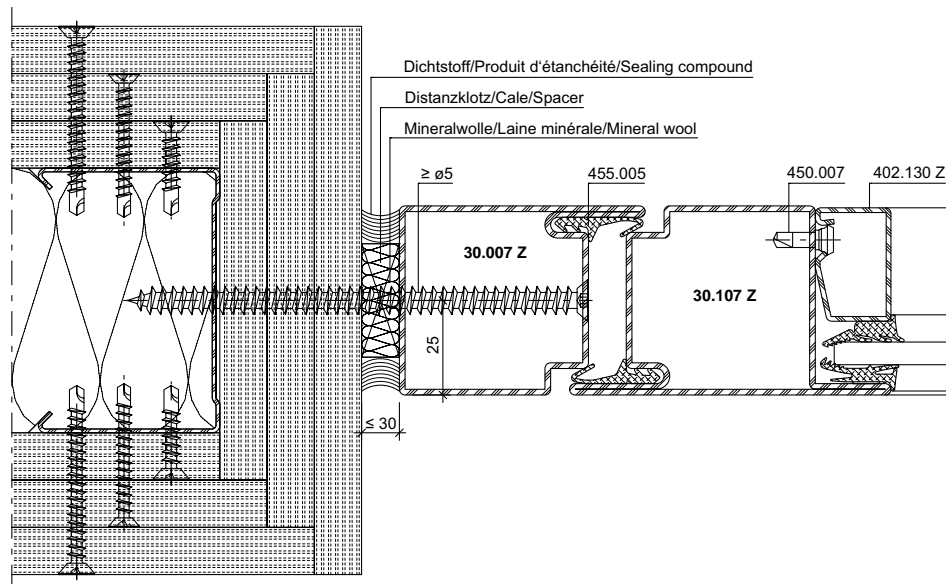 Dichtstoff/Produit d‘étanchéité/Sealing compound
Distanzklotz/Cale/Spacer
Mineralwolle/Laine minérale/Mineral wool
≥ ø5
455.005
450.007
402.130 Z
30.007 Z
30.107 Z
25
≤ 30